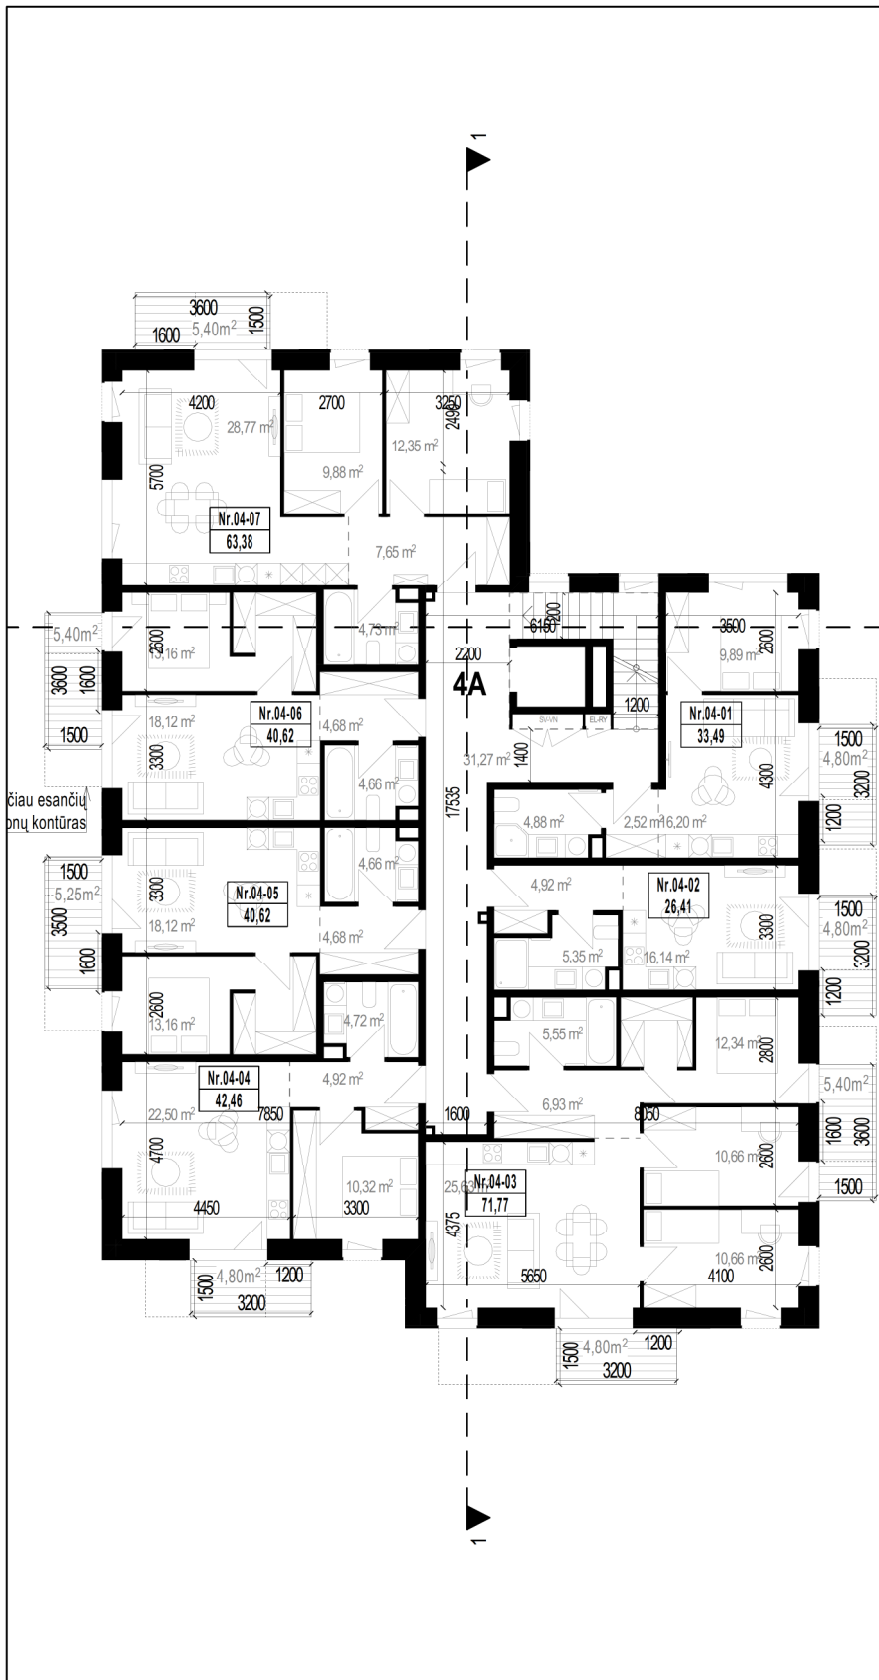 1
3600
1500
5,40m²
1600
4200
2700
3250
2490
28,77 m²
12,35 m²
9,88 m²
5700
Nr.04-07
63,38
7,65 m²
5,40m²
3600
1600
1500
2600
13,16 m²
4,73 m²
6150
1200
3500
2600
9,89 m²
2200
4A
1200
18,12 m²
Nr.04-06
40,62
4,68 m²
3300
SV-VN
EL-RY
31,27 m²
1400
Nr.04-01
33,49
1500
4,80m²
3200
1200
4300
4,66 m²
17535
čiau esančių
onų kontūras
4,88 m²
2,52 m²
16,20 m²
1500
5,25m²
3500
1600
3300
18,12 m²
Nr.04-05
40,62
4,66 m²
4,68 m²
4,92 m²
Nr.04-02
26,41
3300
1500
4,80m²
3200
1200
5,35 m²
16,14 m²
2600
13,16 m²
4,72 m²
5,55 m²
12,34 m²
2800
Nr.04-04
42,46
4,92 m²
6,93 m²
5,40m²
1600
3600
1500
22,50 m²
7850
1600
8050
4700
10,66 m²
2600
10,32 m²
25,63 m²
Nr.04-03
71,77
4375
4450
3300
10,66 m²
2600
5650
4100
4,80m²
1200
1500
3200
4,80m²
1200
1500
3200
1